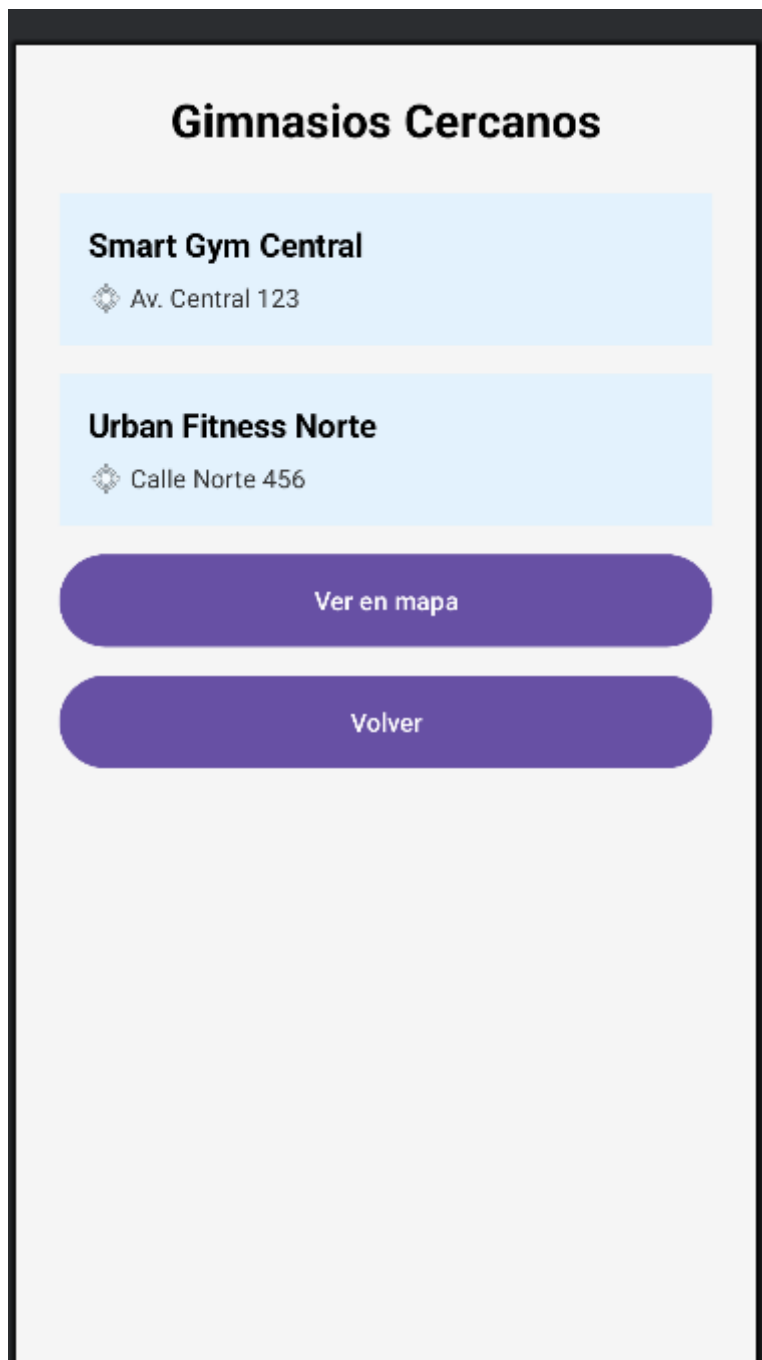 Gimnasios Cercanos
Smart Gym Central
Av. Central 123
Urban Fitness Norte
Calle Norte 456
Ver en mapa
Volver